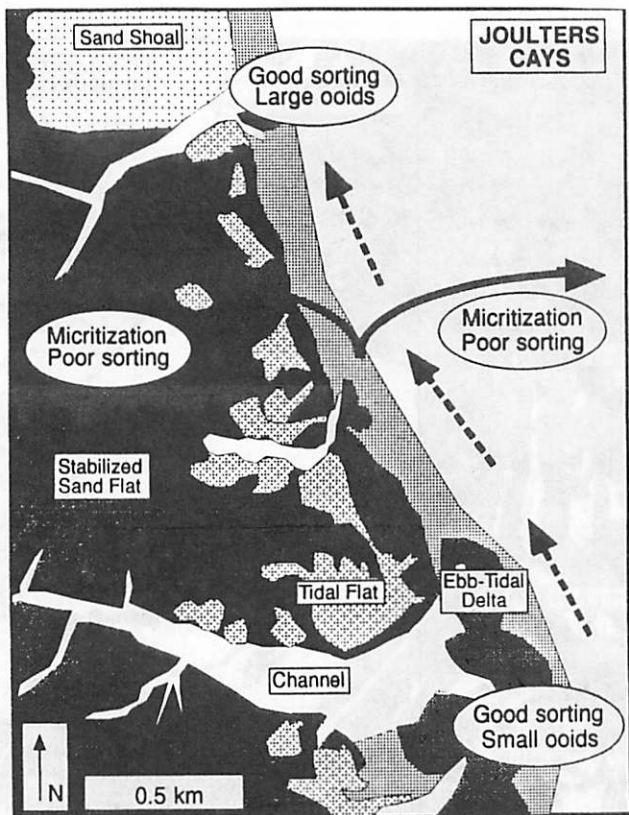 Sand Shoal
JOULTERS
CAYS
Good sorting
Large ooids
Micritization
Poor sorting
Micritization
Poor sorting
Stabilized
Sand Flat
Tidal Flat
Ebb-Tidal
Delta
Channel
Good sorting
Small ooids
N
0.5 km